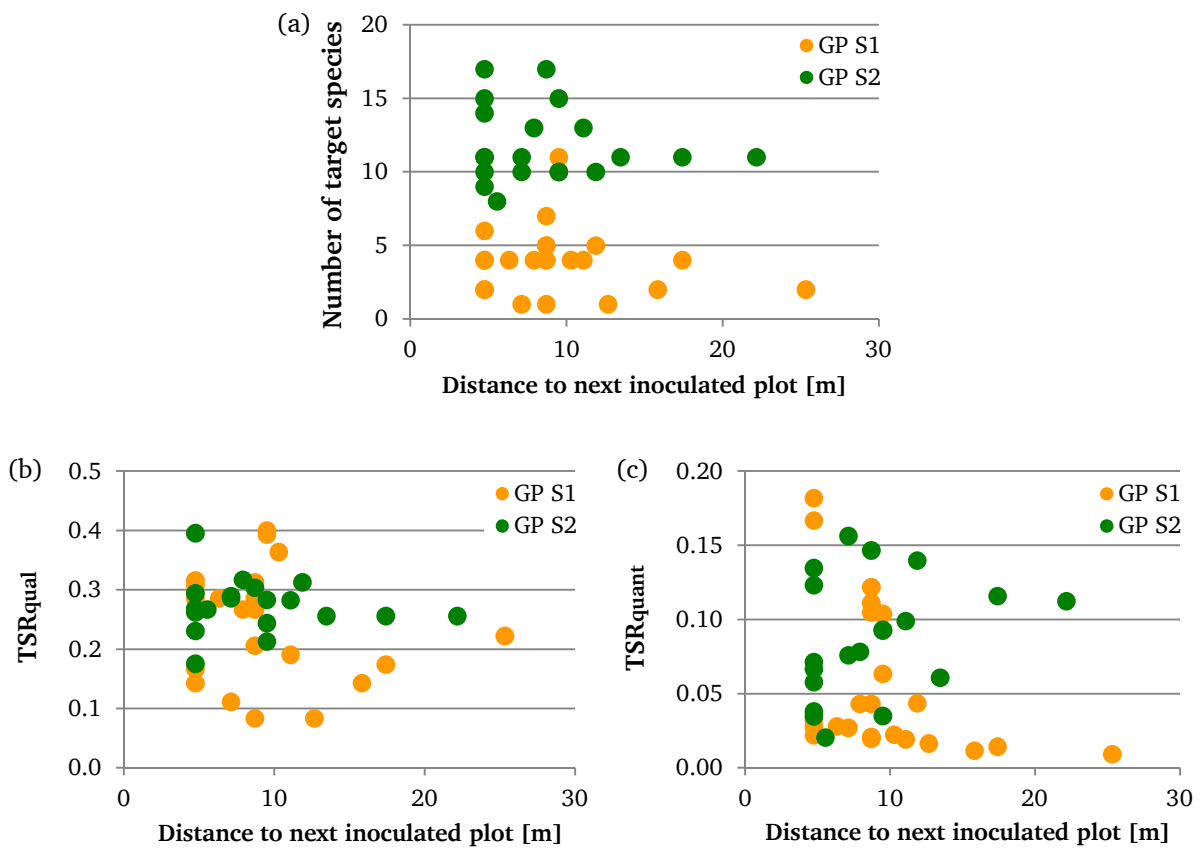 (a)
Number of target species
20
15
10
5
0
GP S1
GP S2
0 10 20 30
Distance to next inoculated plot [m]
(b)
TSRqual
0.5
0.4
0.3
0.2
0.1
0.0
GP S1
GP S2
0 10 20 30
Distance to next inoculated plot [m]
(c)
TSRquant
0.20
0.15
0.10
0.05
0.00
GP S1
GP S2
0 10 20 30
Distance to next inoculated plot [m]